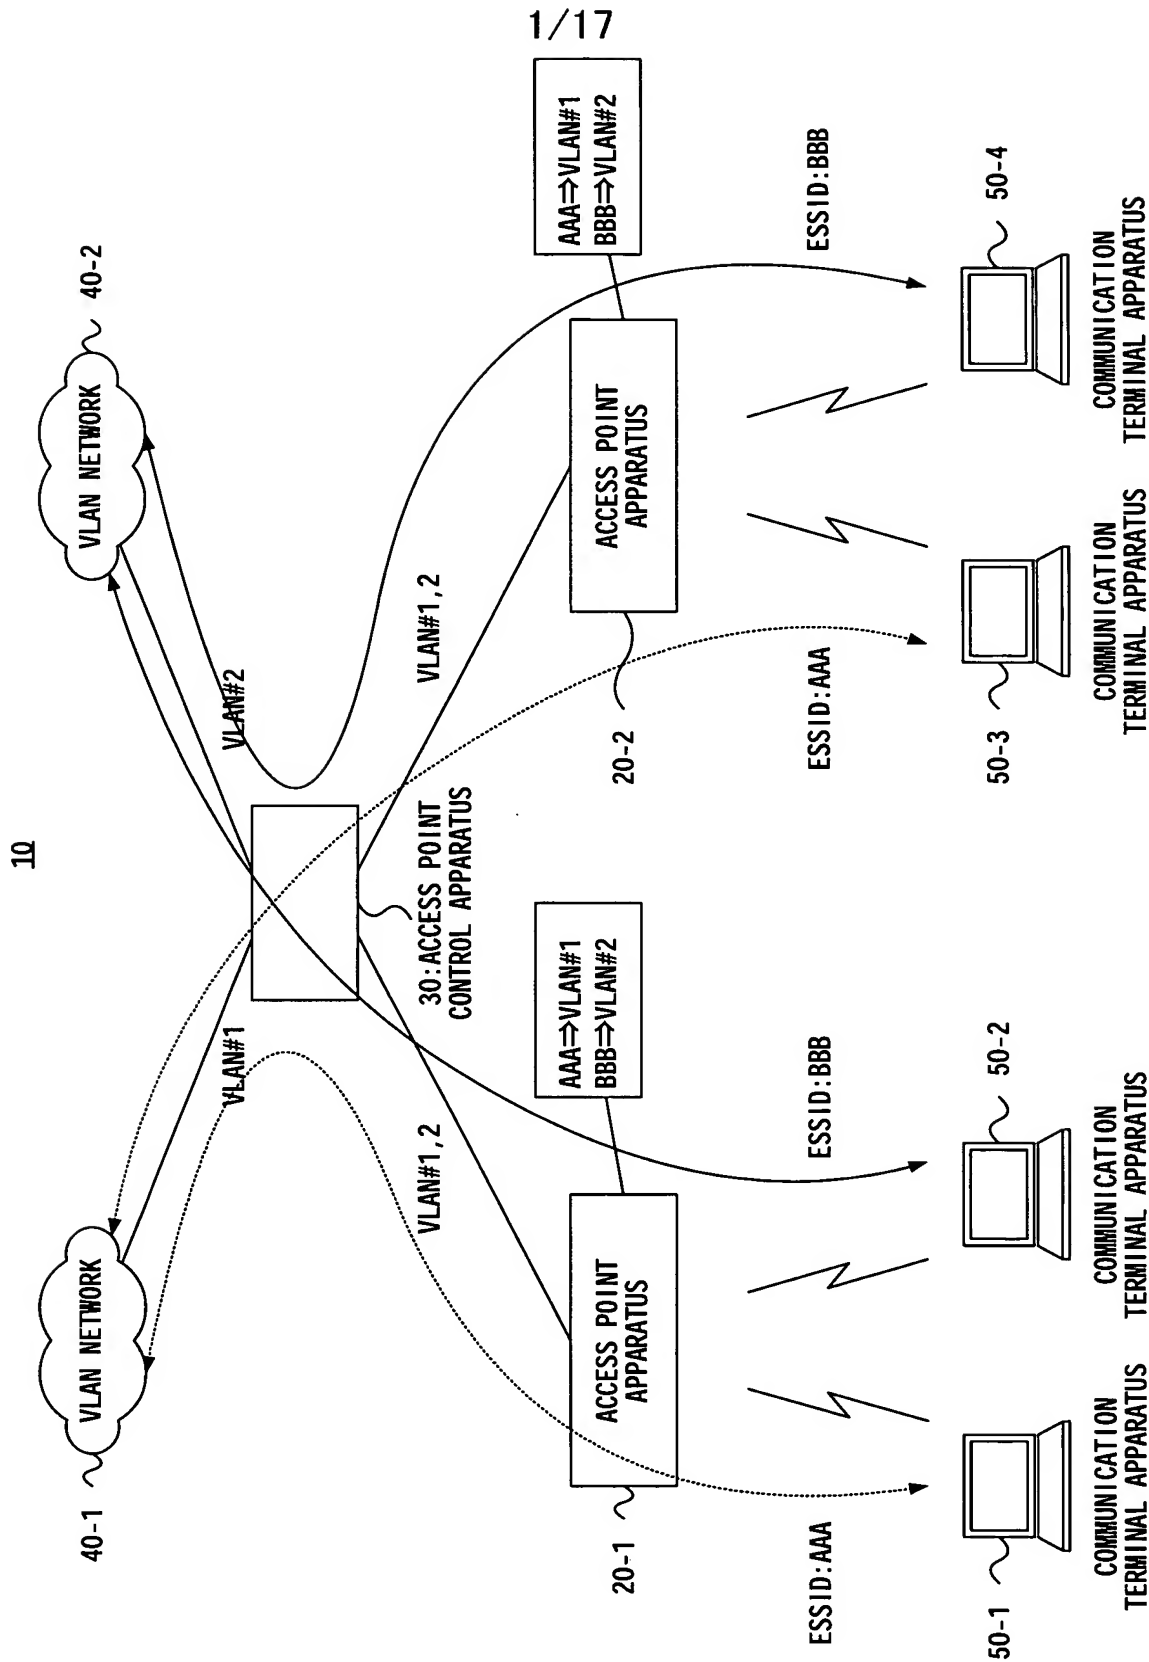 1/17
10
40-1
VLAN NETWORK
40-2
VLAN NETWORK
VLAN#1
VLAN#2
30:ACCESS POINT
CONTROL APPARATUS
VLAN#1,2
VLAN#1,2
20-1
ACCESS POINT
APPARATUS
AAA⇒VLAN#1
BBB⇒VLAN#2
20-2
ACCESS POINT
APPARATUS
AAA⇒VLAN#1
BBB⇒VLAN#2
ESSID:AAA
ESSID:BBB
ESSID:AAA
ESSID:BBB
50-1
50-2
50-3
50-4
COMMUNICATION
TERMINAL APPARATUS
COMMUNICATION
TERMINAL APPARATUS
COMMUNICATION
TERMINAL APPARATUS
COMMUNICATION
TERMINAL APPARATUS